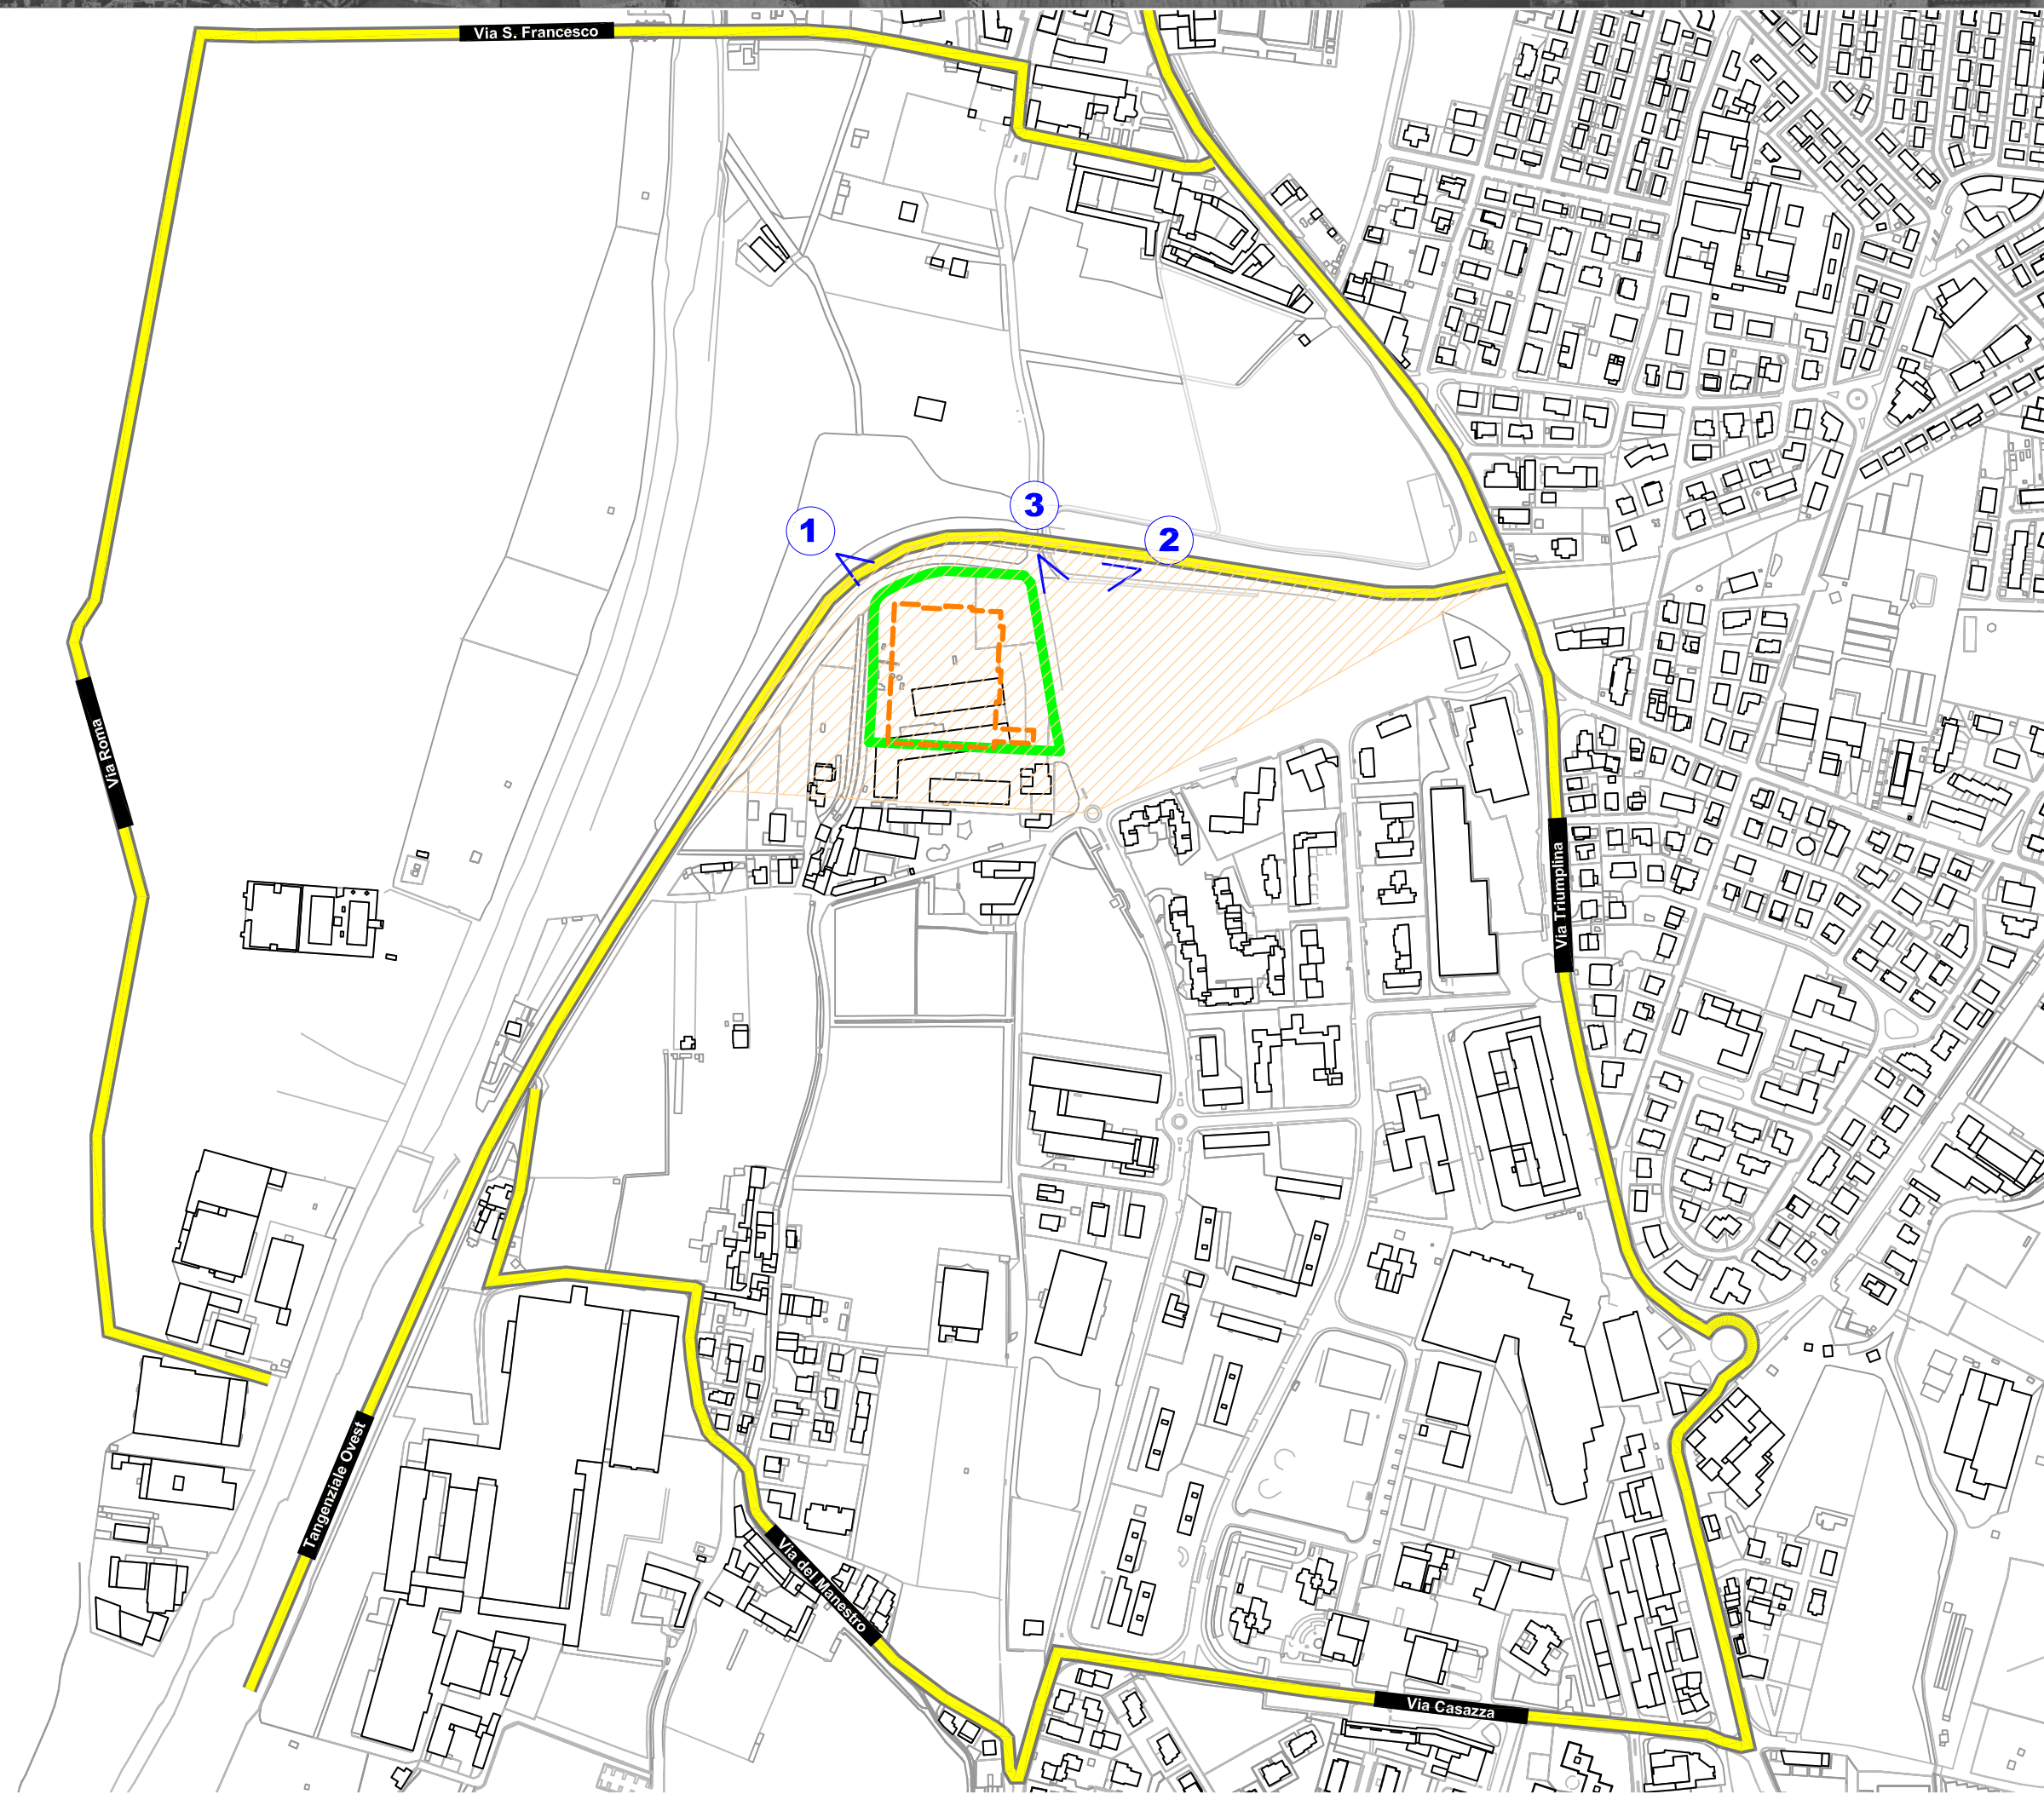 Via S. Francesco
3
1
2
Via Roma
Via Triumplina
Tangenziale Ovest
Via del Manestro
Via Casazza